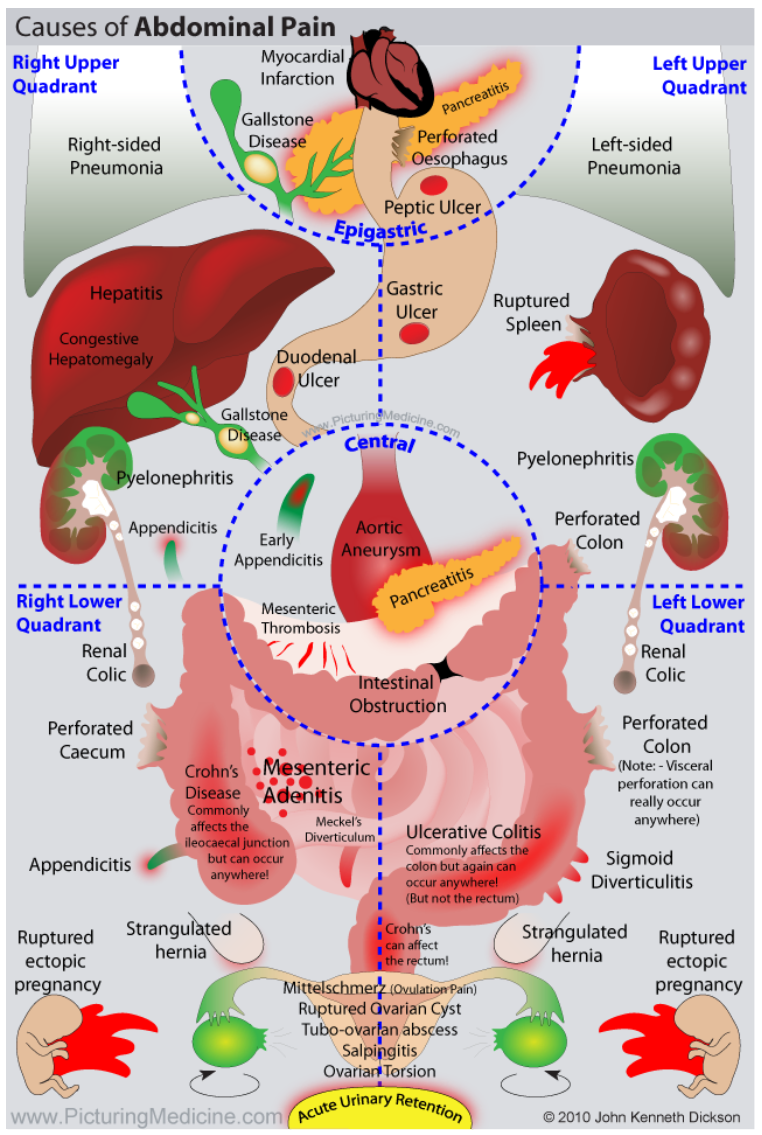 Causes of Abdominal Pain
Right Upper
Quadrant
Myocardial
Infarction
Left Upper
Quadrant
Pancreatitis
Gallstone
Disease
Perforated
Oesophagus
Right-sided
Pneumonia
Left-sided
Pneumonia
Peptic Ulcer
Epigastric
Hepatitis
Gastric
Ulcer
Ruptured
Spleen
Congestive
Hepatomegaly
Duodenal
Ulcer
Gallstone
Disease
www.PicturingMedicine.com
Central
Pyelonephritis
Pyelonephritis
Appendicitis
Early
Appendicitis
Aortic
Aneurysm
Perforated
Colon
Pancreatitis
Right Lower
Quadrant
Mesenteric
Thrombosis
Left Lower
Quadrant
Renal
Colic
Renal
Colic
Intestinal
Obstruction
Perforated
Caecum
Perforated
Colon
(Note: - Visceral
perforation can
really occur
anywhere)
Crohn's
Disease
Commonly
affects the
ileocaecal junction
but can occur
anywhere!
Mesenteric
Adenitis
Meckel's
Diverticulum
Ulcerative Colitis
Commonly affects the
colon but again can
occur anywhere!
(But not the rectum)
Appendicitis
Sigmoid
Diverticulitis
Strangulated
hernia
Crohn's
can affect
the rectum!
Strangulated
hernia
Ruptured
ectopic
pregnancy
Ruptured
ectopic
pregnancy
Mittelschmerz (Ovulation Pain)
Ruptured Ovarian Cyst
Tubo-ovarian abscess
Salpingitis
Ovarian Torsion
Acute Urinary Retention
www.PicturingMedicine.com
© 2010 John Kenneth Dickson